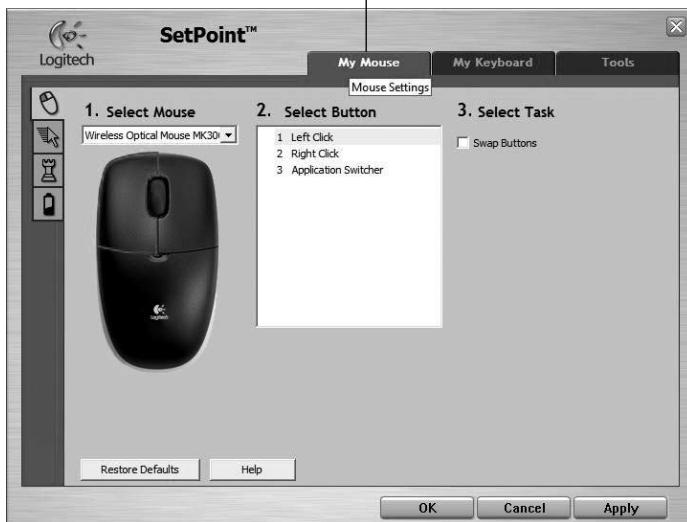 SetPoint™
Logitech
My Mouse
My Keyboard
Tools
Mouse Settings
1. Select Mouse
2. Select Button
3. Select Task
Wireless Optical Mouse MK30
1 Left Click
2 Right Click
3 Application Switcher
Swap Buttons
Logitech
Restore Defaults
Help
OK
Cancel
Apply